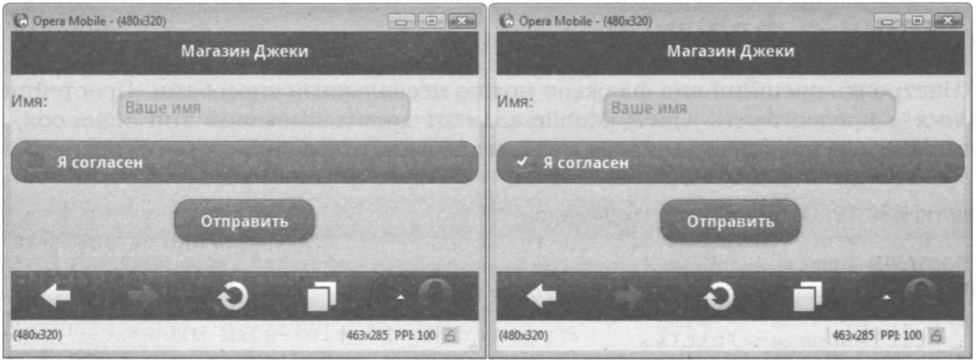 Opera Mobile - (480x320)
Магазин Джеки
Имя:
Ваше имя
Я согласен
Отправить
(480x320)
463x285 PPI: 100
Opera Mobile - (480x320)
Магазин Джеки
Имя:
Ваше имя
Я согласен
Отправить
(480x320)
463x285 PPI: 100